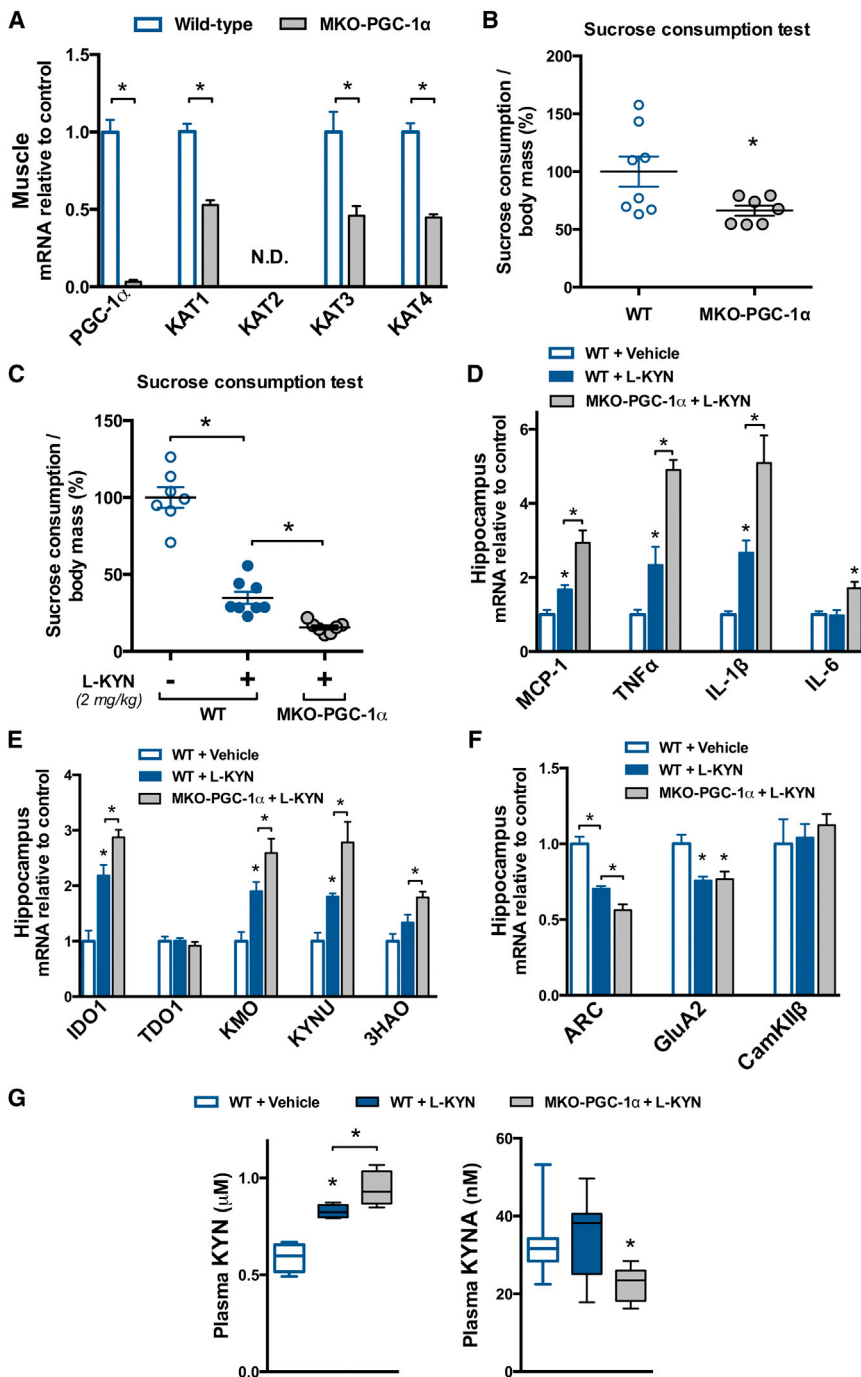 A
Wild-type
MKO-PGC-1α
Muscle
mRNA relative to control
1.5
1.0
0.5
0.0
*
*
*
*
N.D.
PGC-1α
KAT1
KAT2
KAT3
KAT4
B
Sucrose consumption test
Sucrose consumption /
body mass (%)
200
150
100
50
0
*
WT
MKO-PGC-1α
C
Sucrose consumption test
Sucrose consumption /
body mass (%)
150
100
50
0
*
*
L-KYN
(2 mg/kg)
-
+
+
WT
MKO-PGC-1α
D
WT + Vehicle
WT + L-KYN
MKO-PGC-1α + L-KYN
Hippocampus
mRNA relative to control
6
4
2
0
*
*
*
*
*
*
*
MCP-1
TNFα
IL-1β
IL-6
E
WT + Vehicle
WT + L-KYN
MKO-PGC-1α + L-KYN
Hippocampus
mRNA relative to control
4
3
2
1
0
*
*
*
*
*
*
*
IDO1
TDO1
KMO
KYNU
3HAO
F
WT + Vehicle
WT + L-KYN
MKO-PGC-1α + L-KYN
Hippocampus
mRNA relative to control
1.5
1.0
0.5
0.0
*
*
*
*
ARC
GluA2
CamKIIβ
G
WT + Vehicle
WT + L-KYN
MKO-PGC-1α + L-KYN
Plasma KYN (μM)
1.0
0.5
0.0
*
*
Plasma KYNA (nM)
60
40
20
0
*